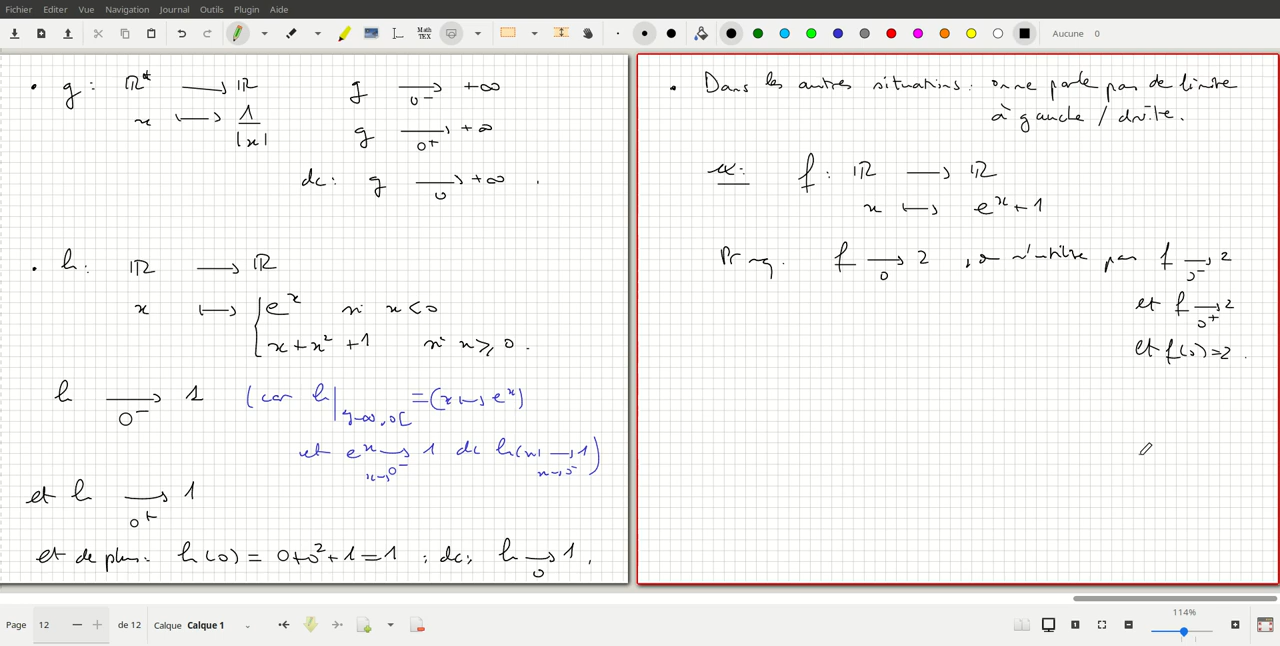 Fichier Editer Vue Navigation Journal Outils Plugin Aide
Math TEX
Aucune 0
• g : ℝ* ⟶ ℝ
x ⟼ 1/|x|
g ⟶ +∞
0⁻
g ⟶ +∞
0⁺
dc : g ⟶ +∞ .
0
• h : ℝ ⟶ ℝ
x ⟼ { eˣ si x < 0
x + x² + 1 si x ⩾ 0 .
h ⟶ 1 (car h|]-∞, 0[ = (x ⟼ eˣ)
0⁻
et eˣ ⟶ 1 dc h(x) ⟶ 1)
x→0⁻ x→0⁻
et h ⟶ 1
0⁺
et de plus : h(0) = 0+0²+1 = 1 ; dc : h ⟶ 1 .
0
• Dans les autres situations : on ne parle pas de limite
à gauche / droite .
ex : f : ℝ ⟶ ℝ
x ⟼ eˣ + 1
Pr mq . f ⟶ 2 , on n'utilise pas f ⟶ 2
0 0⁻
et f ⟶ 2
0⁺
et f(0) = 2 .
Page 12 de 12 Calque Calque 1
114%